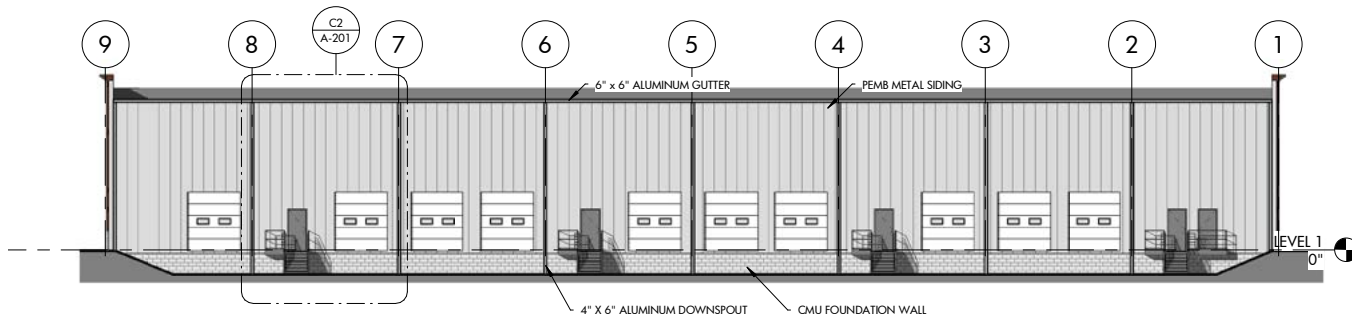 C2
A-201
9
8
7
6
5
4
3
2
1
6" x 6" ALUMINUM GUTTER
PEMB METAL SIDING
LEVEL 1
0"
4" X 6" ALUMINUM DOWNSPOUT
CMU FOUNDATION WALL